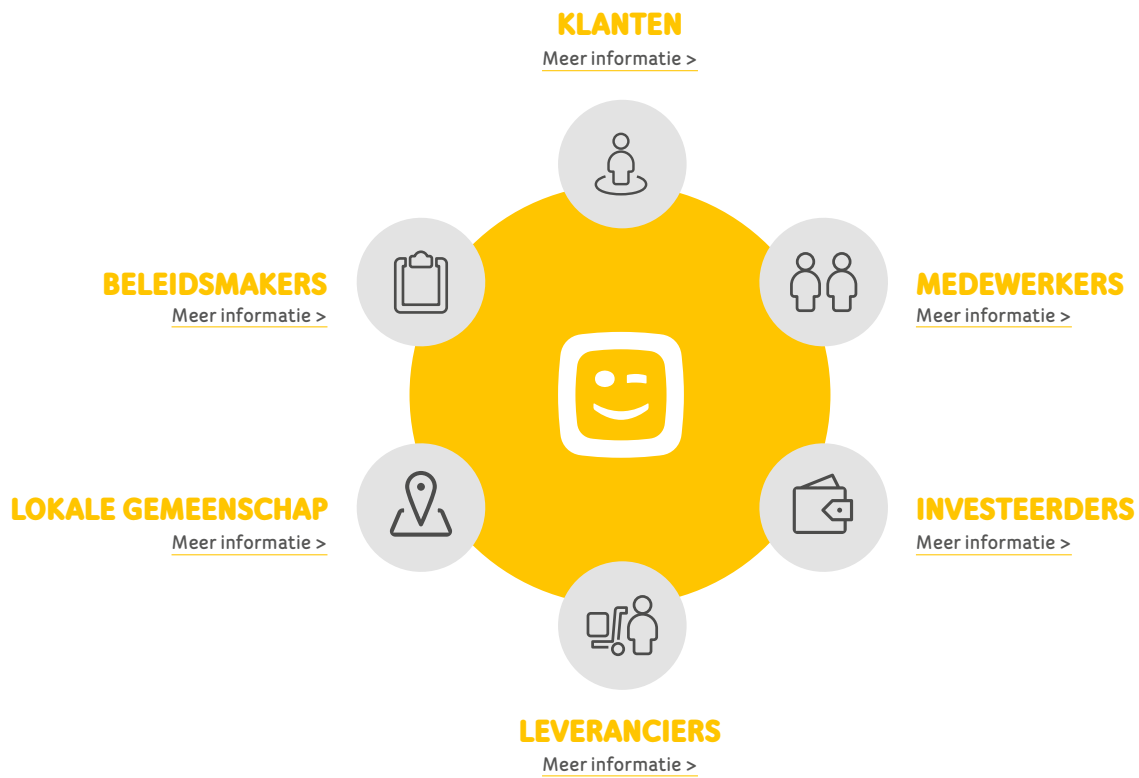 KLANTEN
Meer informatie >
BELEIDSMAKERS
Meer informatie >
MEDEWERKERS
Meer informatie >
LOKALE GEMEENSCHAP
Meer informatie >
INVESTEERDERS
Meer informatie >
LEVERANCIERS
Meer informatie >